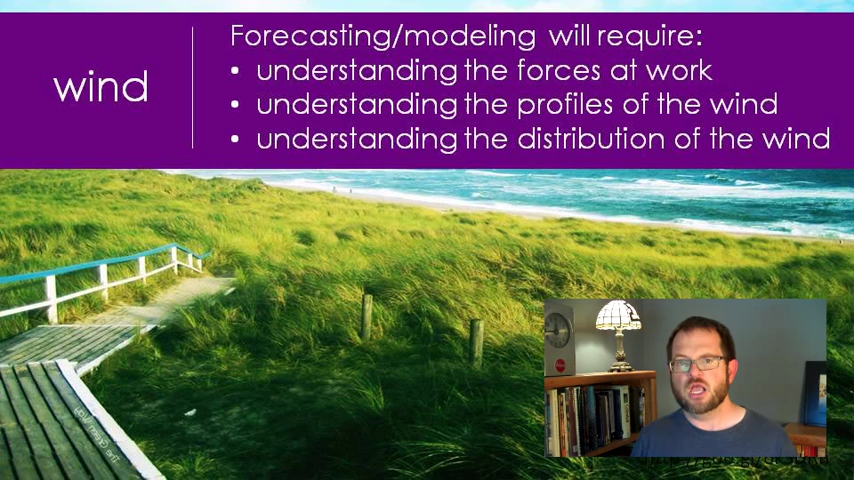 wind
Forecasting/modeling will require:
• understanding the forces at work
• understanding the profiles of the wind
• understanding the distribution of the wind